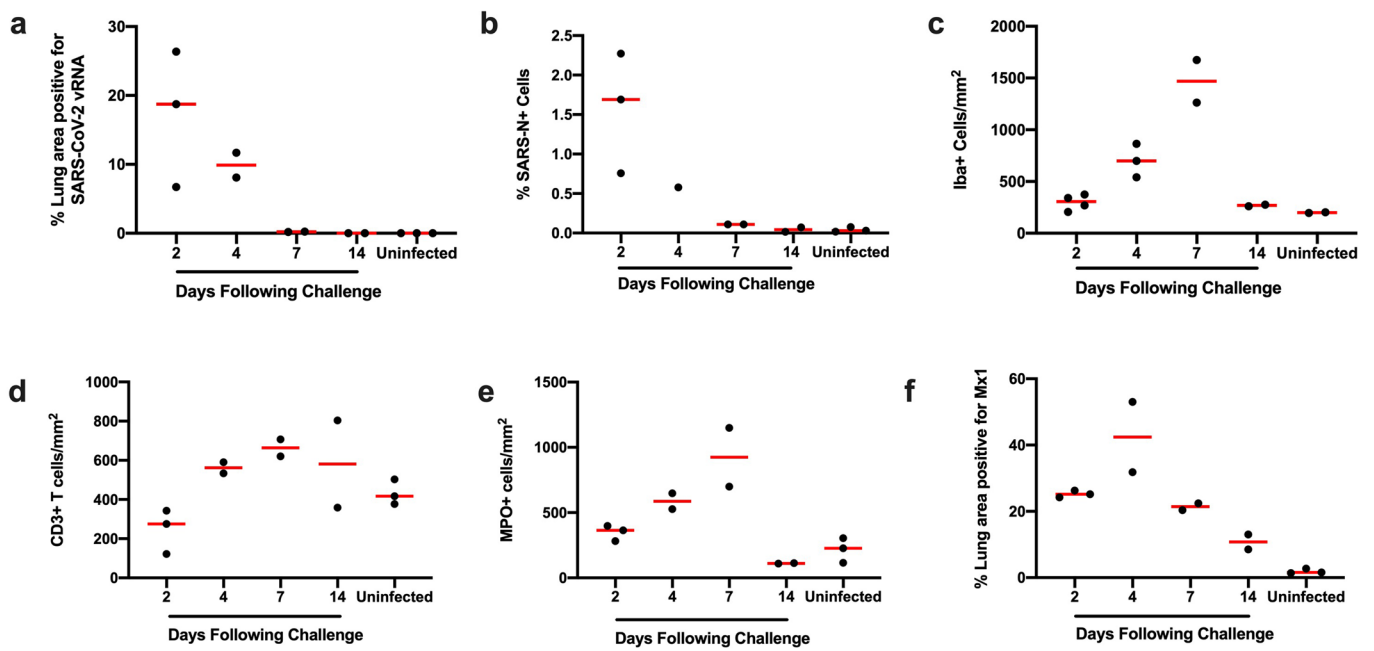 a
% Lung area positive for
SARS-CoV-2 vRNA
30
20
10
0
2 4 7 14 Uninfected
Days Following Challenge
b
% SARS-N+ Cells
2.5
2.0
1.5
1.0
0.5
0.0
2 4 7 14 Uninfected
Days Following Challenge
c
Iba+ Cells/mm2
2000
1500
1000
500
0
2 4 7 14 Uninfected
Days Following Challenge
d
CD3+ T cells/mm2
1000
800
600
400
200
0
2 4 7 14 Uninfected
Days Following Challenge
e
MPO+ cells/mm2
1500
1000
500
0
2 4 7 14 Uninfected
Days Following Challenge
f
% Lung area positive for Mx1
60
40
20
0
2 4 7 14 Uninfected
Days Following Challenge